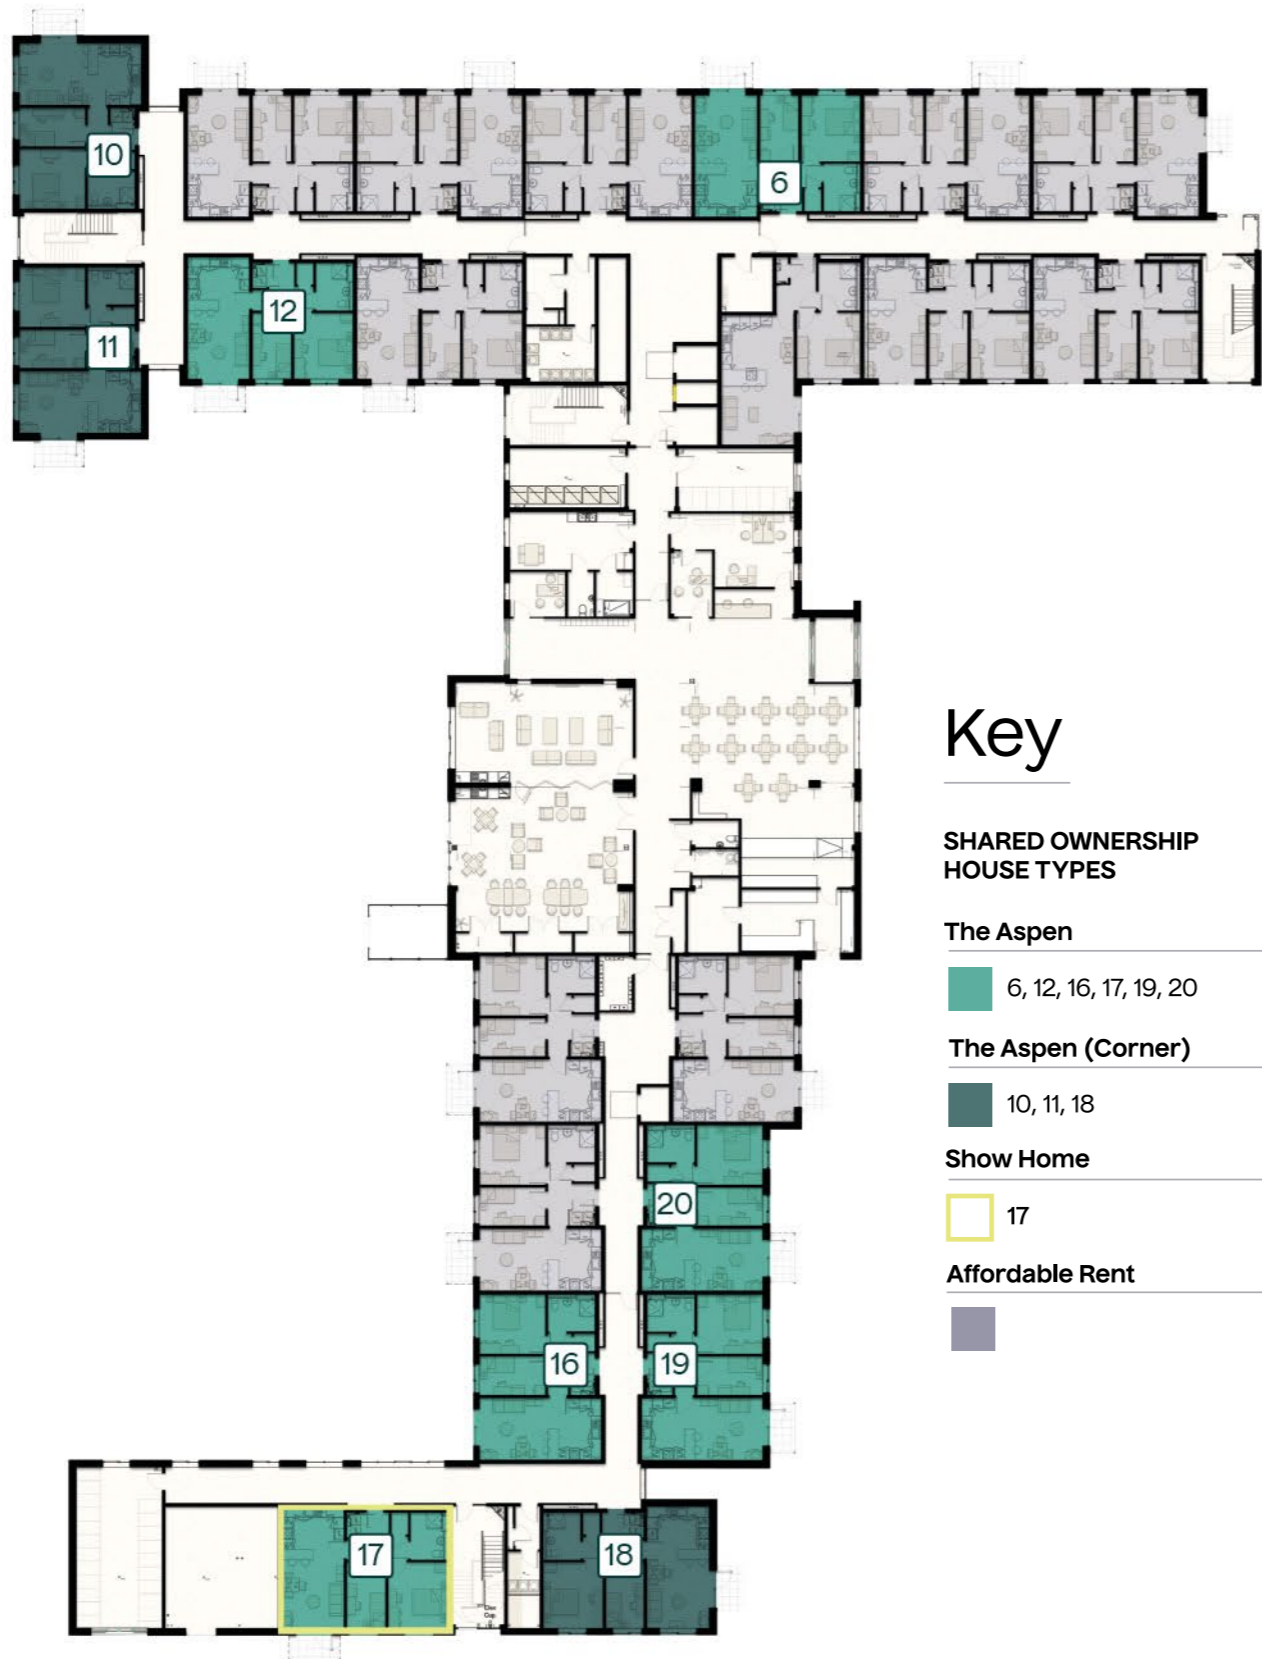 10
6
12
11
Key
SHARED OWNERSHIP
HOUSE TYPES
The Aspen
6, 12, 16, 17, 19, 20
The Aspen (Corner)
10, 11, 18
Show Home
17
Affordable Rent
20
16
19
17
18